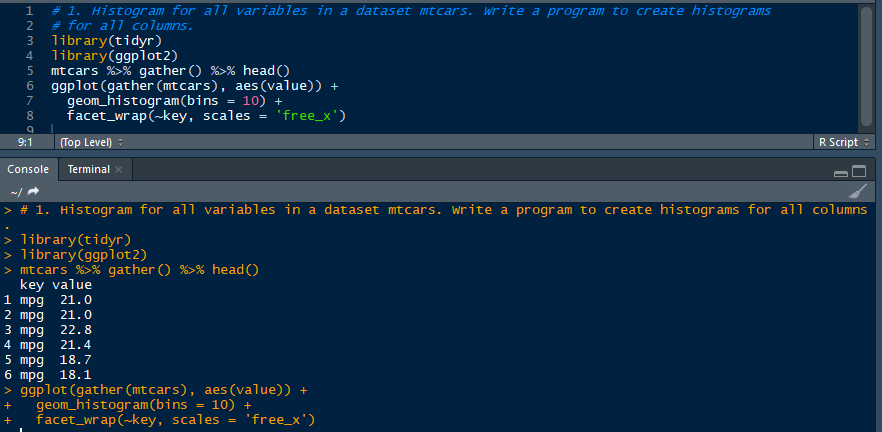 1 # 1. Histogram for all variables in a dataset mtcars. Write a program to create histograms
2 # for all columns.
3 library(tidyr)
4 library(ggplot2)
5 mtcars %>% gather() %>% head()
6 ggplot(gather(mtcars), aes(value)) +
7   geom_histogram(bins = 10) +
8   facet_wrap(~key, scales = 'free_x')
9
9:1 (Top Level) R Script
Console Terminal
~/
> # 1. Histogram for all variables in a dataset mtcars. Write a program to create histograms for all columns
.
> library(tidyr)
> library(ggplot2)
> mtcars %>% gather() %>% head()
  key value
1 mpg  21.0
2 mpg  21.0
3 mpg  22.8
4 mpg  21.4
5 mpg  18.7
6 mpg  18.1
> ggplot(gather(mtcars), aes(value)) +
+   geom_histogram(bins = 10) +
+   facet_wrap(~key, scales = 'free_x')